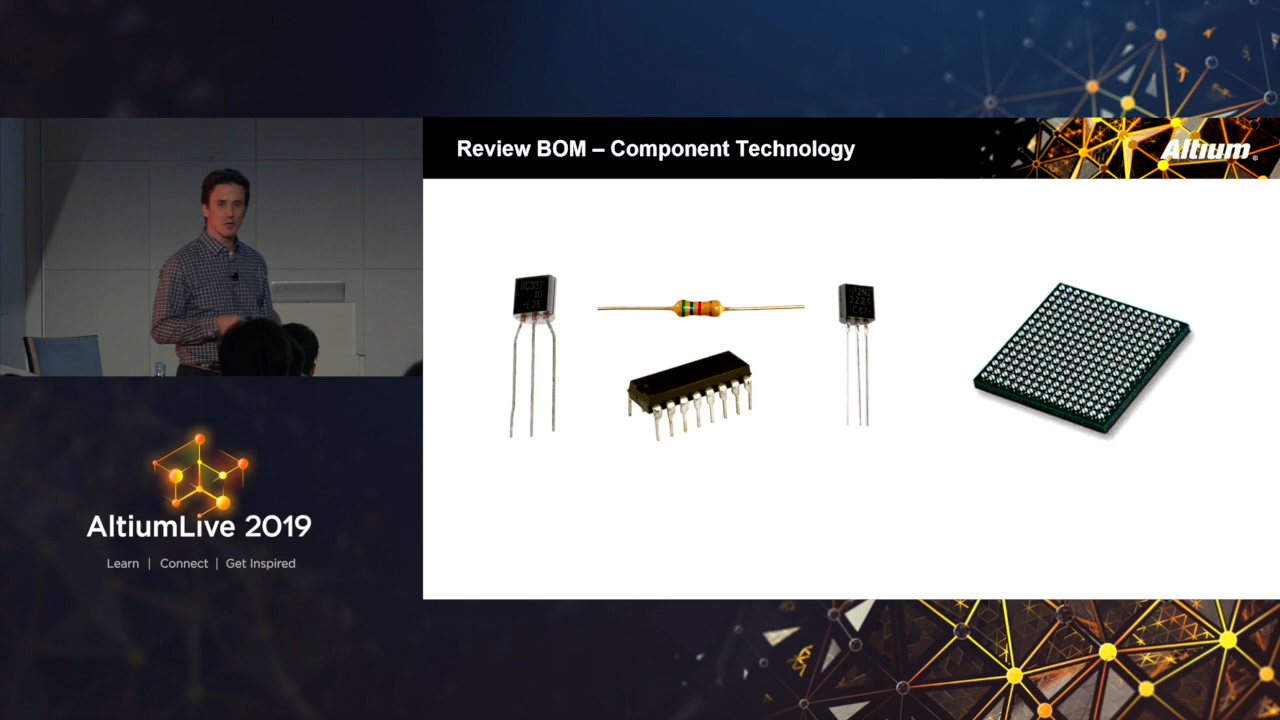 Review BOM – Component Technology
Altium
AltiumLive 2019
Learn | Connect | Get Inspired